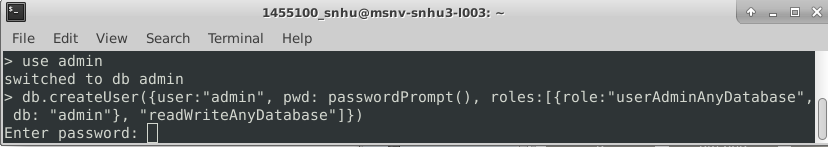 1455100_snhu@msnv-snhu3-l003: ~
File Edit View Search Terminal Help
> use admin
switched to db admin
> db.createUser({user:"admin", pwd: passwordPrompt(), roles:[{role:"userAdminAnyDatabase",
 db: "admin"}, "readWriteAnyDatabase"]})
Enter password: